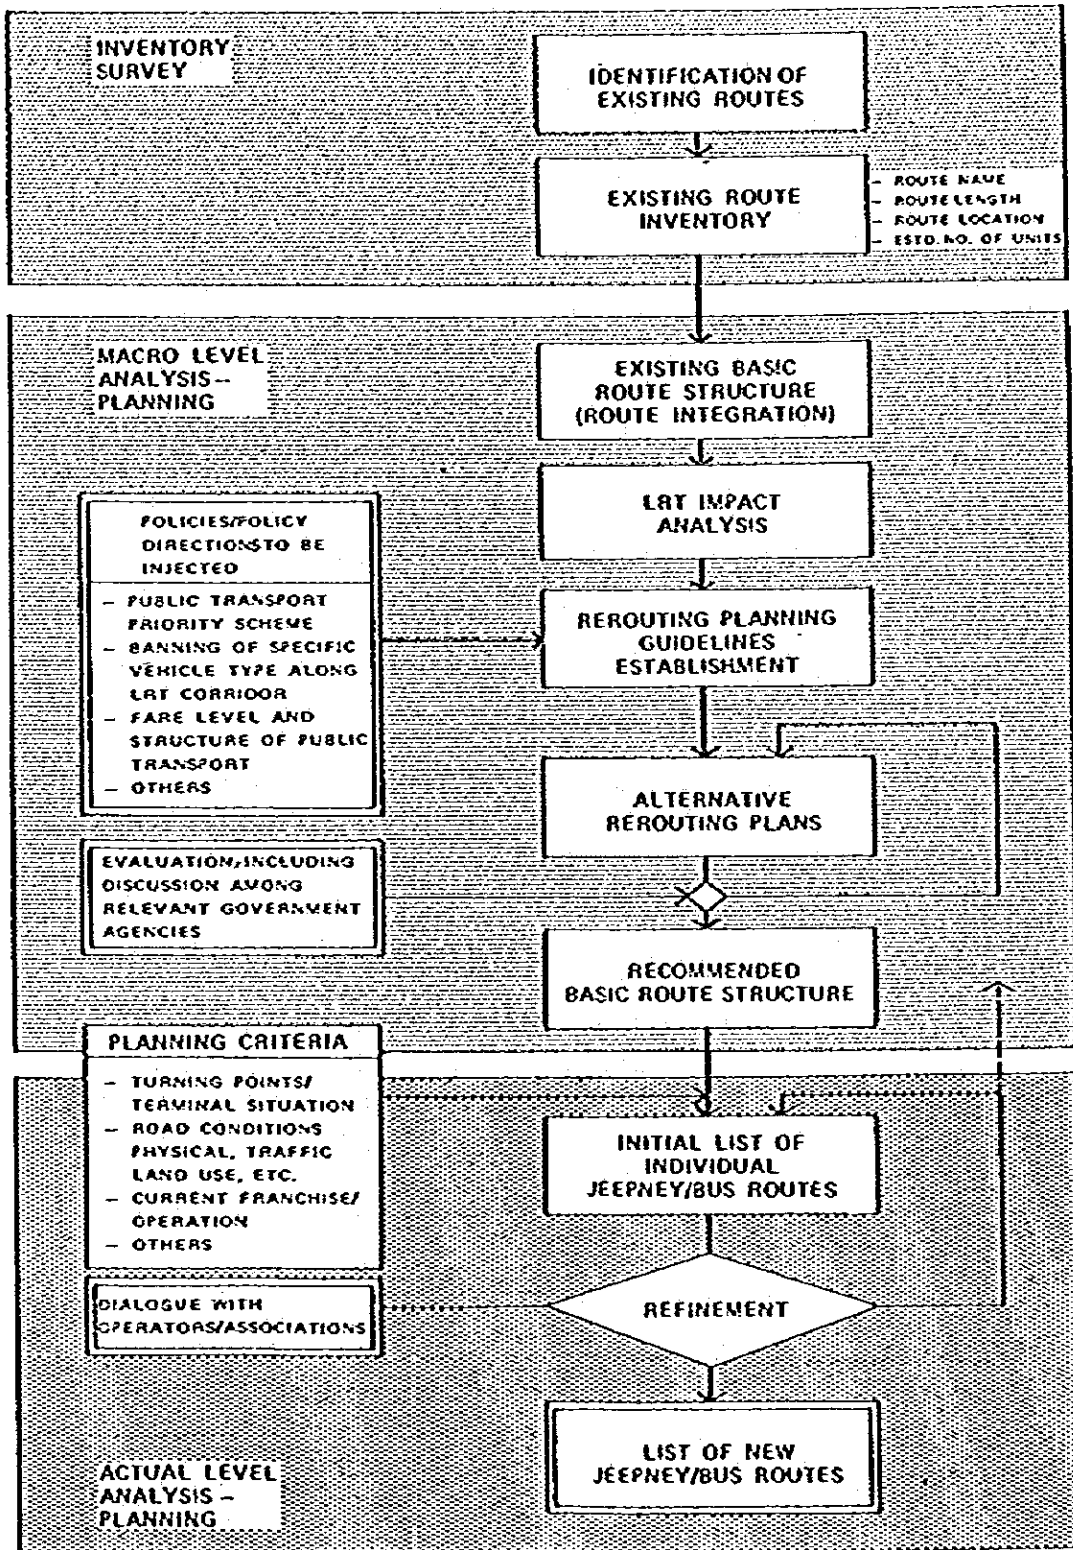 INVENTORY
SURVEY
IDENTIFICATION OF
EXISTING ROUTES
EXISTING ROUTE
INVENTORY
- ROUTE NAME
- ROUTE LENGTH
- ROUTE LOCATION
- ESTD. NO. OF UNITS
MACRO LEVEL
ANALYSIS-
PLANNING
EXISTING BASIC
ROUTE STRUCTURE
(ROUTE INTEGRATION)
LRT IMPACT
ANALYSIS
POLICIES/POLICY
DIRECTIONS TO BE
INJECTED
- PUBLIC TRANSPORT
PRIORITY SCHEME
- BANNING OF SPECIFIC
VEHICLE TYPE ALONG
LRT CORRIDOR
- FARE LEVEL AND
STRUCTURE OF PUBLIC
TRANSPORT
- OTHERS
REROUTING PLANNING
GUIDELINES
ESTABLISHMENT
ALTERNATIVE
REROUTING PLANS
EVALUATION/INCLUDING
DISCUSSION AMONG
RELEVANT GOVERNMENT
AGENCIES
RECOMMENDED
BASIC ROUTE STRUCTURE
PLANNING CRITERIA
- TURNING POINTS/
TERMINAL SITUATION
- ROAD CONDITIONS
PHYSICAL, TRAFFIC
LAND USE, ETC.
- CURRENT FRANCHISE/
OPERATION
- OTHERS
INITIAL LIST OF
INDIVIDUAL
JEEPNEY/BUS ROUTES
DIALOGUE WITH
OPERATORS/ASSOCIATIONS
REFINEMENT
LIST OF NEW
JEEPNEY/BUS ROUTES
ACTUAL LEVEL
ANALYSIS-
PLANNING